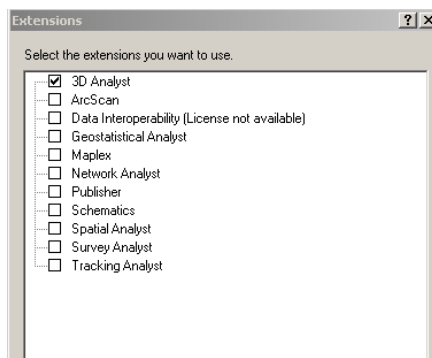 Extensions
Select the extensions you want to use.
3D Analyst
ArcScan
Data Interoperability (License not available)
Geostatistical Analyst
Maplex
Network Analyst
Publisher
Schematics
Spatial Analyst
Survey Analyst
Tracking Analyst